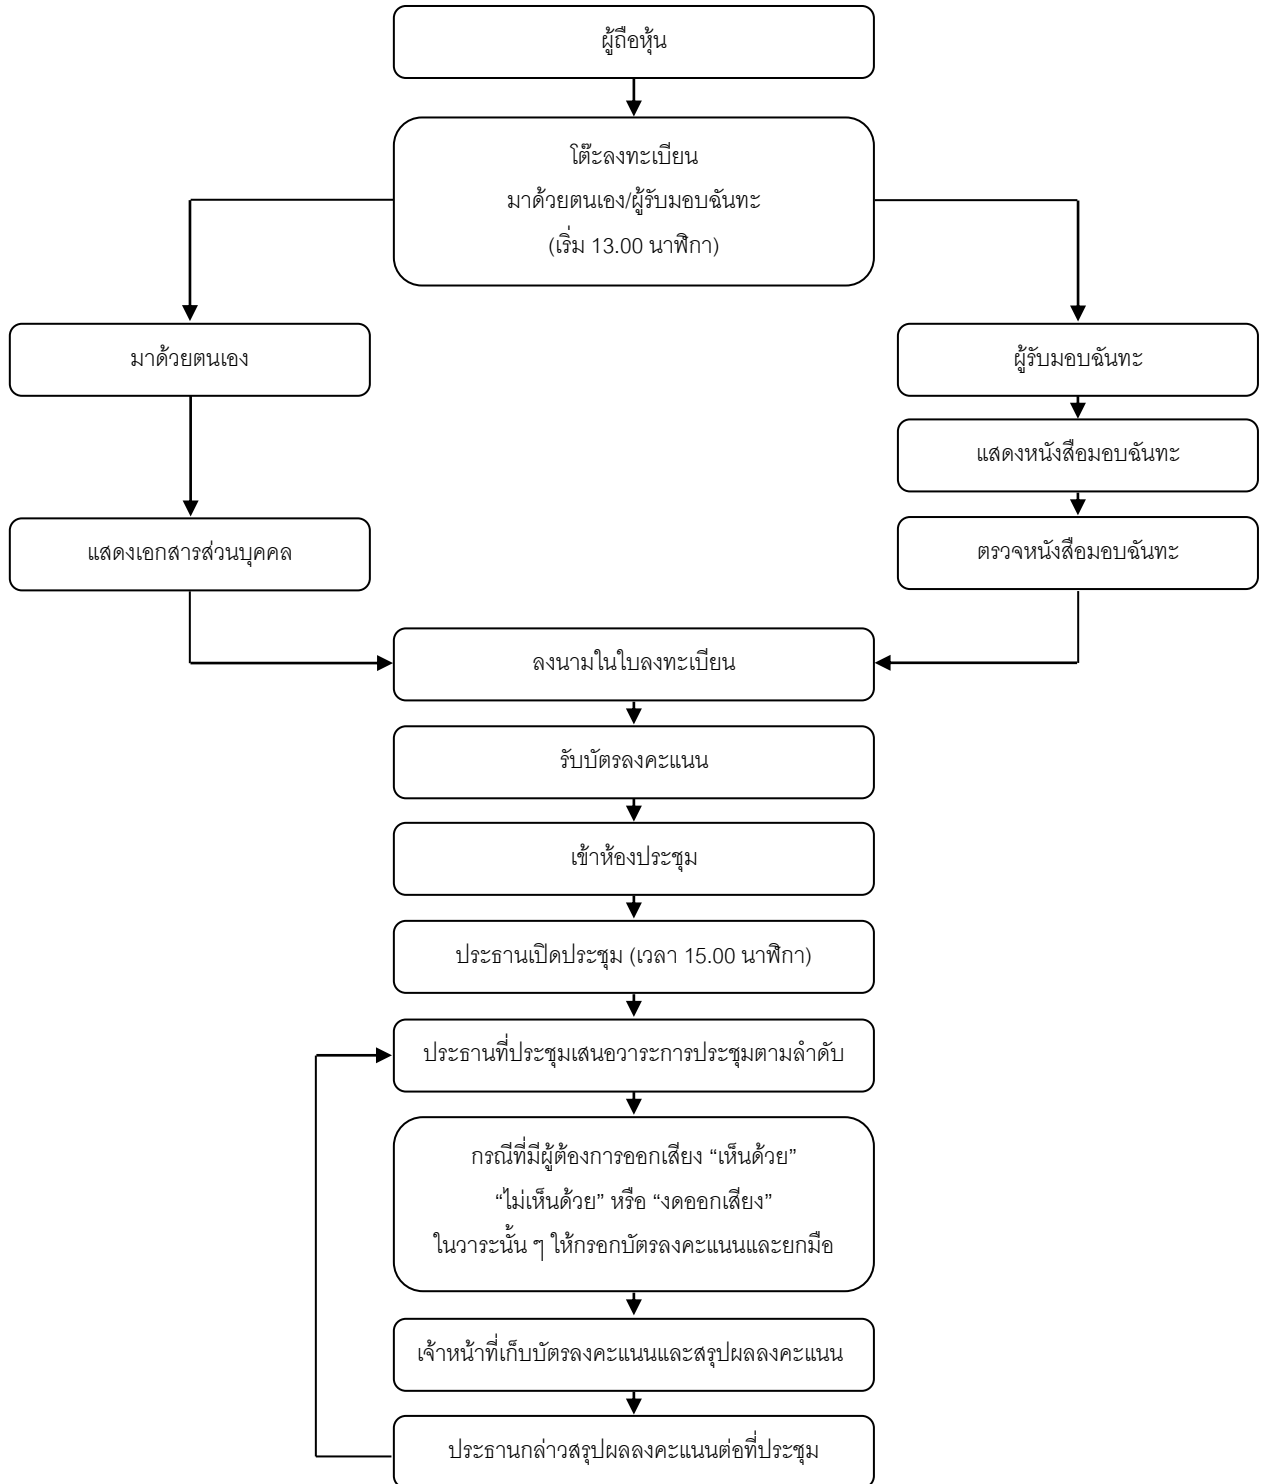 ผู้ถือหุ้น
โต๊ะลงทะเบียน
มาด้วยตนเอง/ผู้รับมอบฉันทะ
(เริ่ม 13.00 นาฬิกา)
มาด้วยตนเอง
ผู้รับมอบฉันทะ
แสดงหนังสือมอบฉันทะ
แสดงเอกสารส่วนบุคคล
ตรวจหนังสือมอบฉันทะ
ลงนามในใบลงทะเบียน
รับบัตรลงคะแนน
เข้าห้องประชุม
ประธานเปิดประชุม (เวลา 15.00 นาฬิกา)
ประธานที่ประชุมเสนอวาระการประชุมตามลำดับ
กรณีที่มีผู้ต้องการออกเสียง “เห็นด้วย”
“ไม่เห็นด้วย” หรือ “งดออกเสียง”
ในวาระนั้น ๆ ให้กรอกบัตรลงคะแนนและยกมือ
เจ้าหน้าที่เก็บบัตรลงคะแนนและสรุปผลลงคะแนน
ประธานกล่าวสรุปผลลงคะแนนต่อที่ประชุม